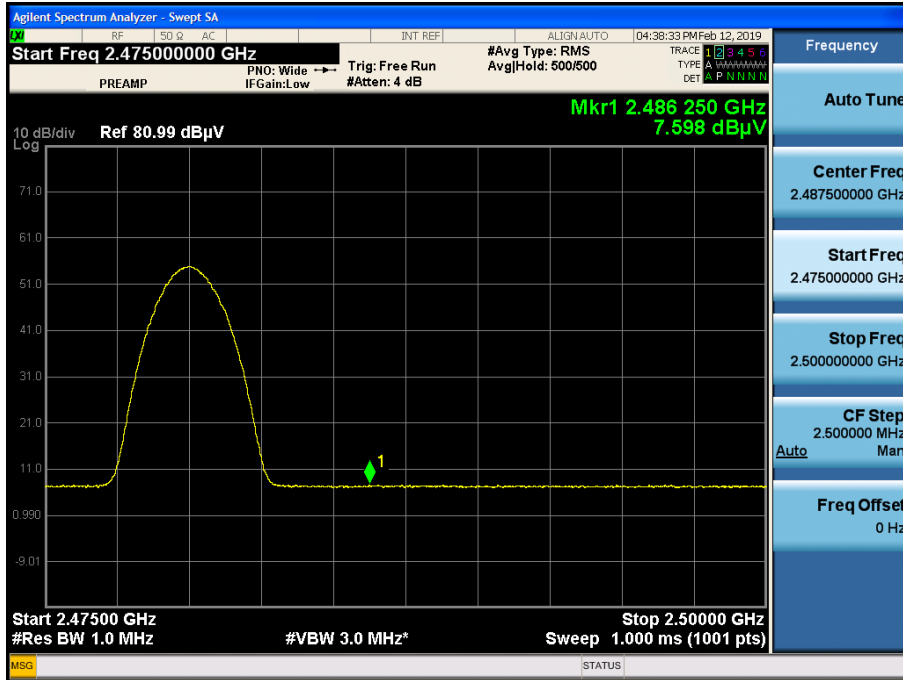 Agilent Spectrum Analyzer - Swept SA
LXI RF 50 Ω AC INT REF ALIGN AUTO 04:38:33 PM Feb 12, 2019
Start Freq 2.475000000 GHz
PREAMP
PNO: Wide
IFGain:Low
Trig: Free Run
#Atten: 4 dB
#Avg Type: RMS
Avg|Hold: 500/500
TRACE 1 2 3 4 5 6
TYPE A WWWWW
DET A P N N N N
Mkr1 2.486 250 GHz
7.598 dBµV
10 dB/div
Log
Ref 80.99 dBµV
71.0
61.0
51.0
41.0
31.0
21.0
11.0
0.990
-9.01
1
Start 2.47500 GHz
Stop 2.50000 GHz
#Res BW 1.0 MHz
#VBW 3.0 MHz*
Sweep 1.000 ms (1001 pts)
MSG
STATUS
Frequency
Auto Tune
Center Freq
2.487500000 GHz
Start Freq
2.475000000 GHz
Stop Freq
2.500000000 GHz
CF Step
2.500000 MHz
Auto Man
Freq Offset
0 Hz